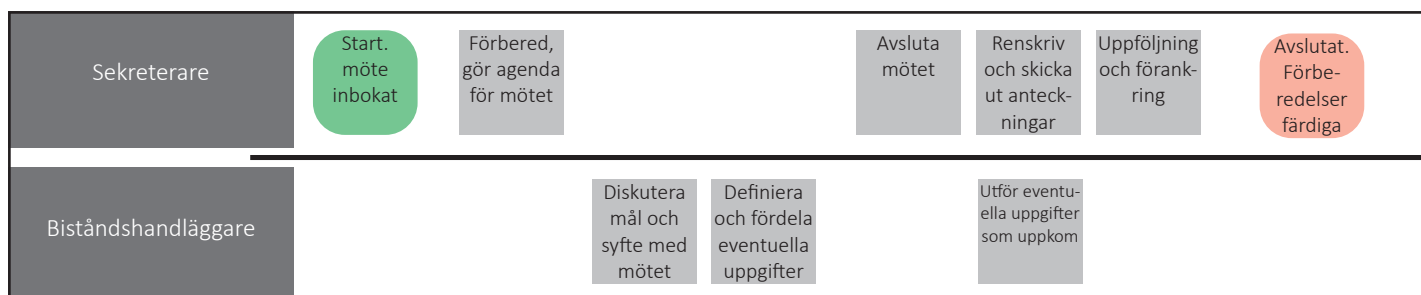 Sekreterare
Start.
möte
inbokat
Förbered,
gör agenda
för mötet
Avsluta
mötet
Renskriv
och skicka
ut anteck-
ningar
Uppföljning
och förank-
ring
Avslutat.
Förbe-
redelser
färdiga
Biståndshandläggare
Diskutera
mål och
syfte med
mötet
Definiera
och fördela
eventuella
uppgifter
Utför eventu-
ella uppgifter
som uppkom